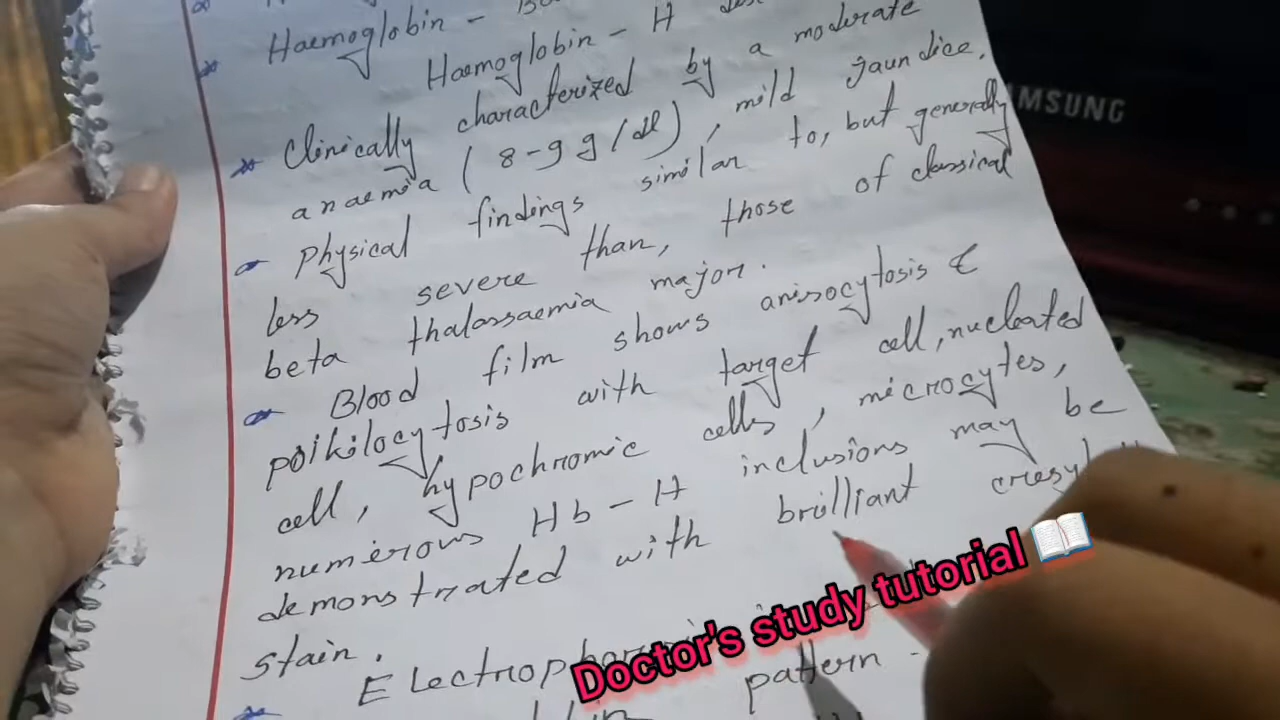 Haemoglobin -
Haemoglobin - H
Clinically characterized by a moderate
anaemia (8-9 g/dl), mild jaundice.
Physical findings similar to, but generally
less severe than, those of classical
beta thalassaemia major.
Blood film shows anisocytosis &
poikilocytosis with target cell, nucleated
cell, hypochromic cells, microcytes,
numerous Hb-H inclusions may be
demonstrated with brilliant
stain.
pattern -
SAMSUNG
Doctor's study tutorial 📖